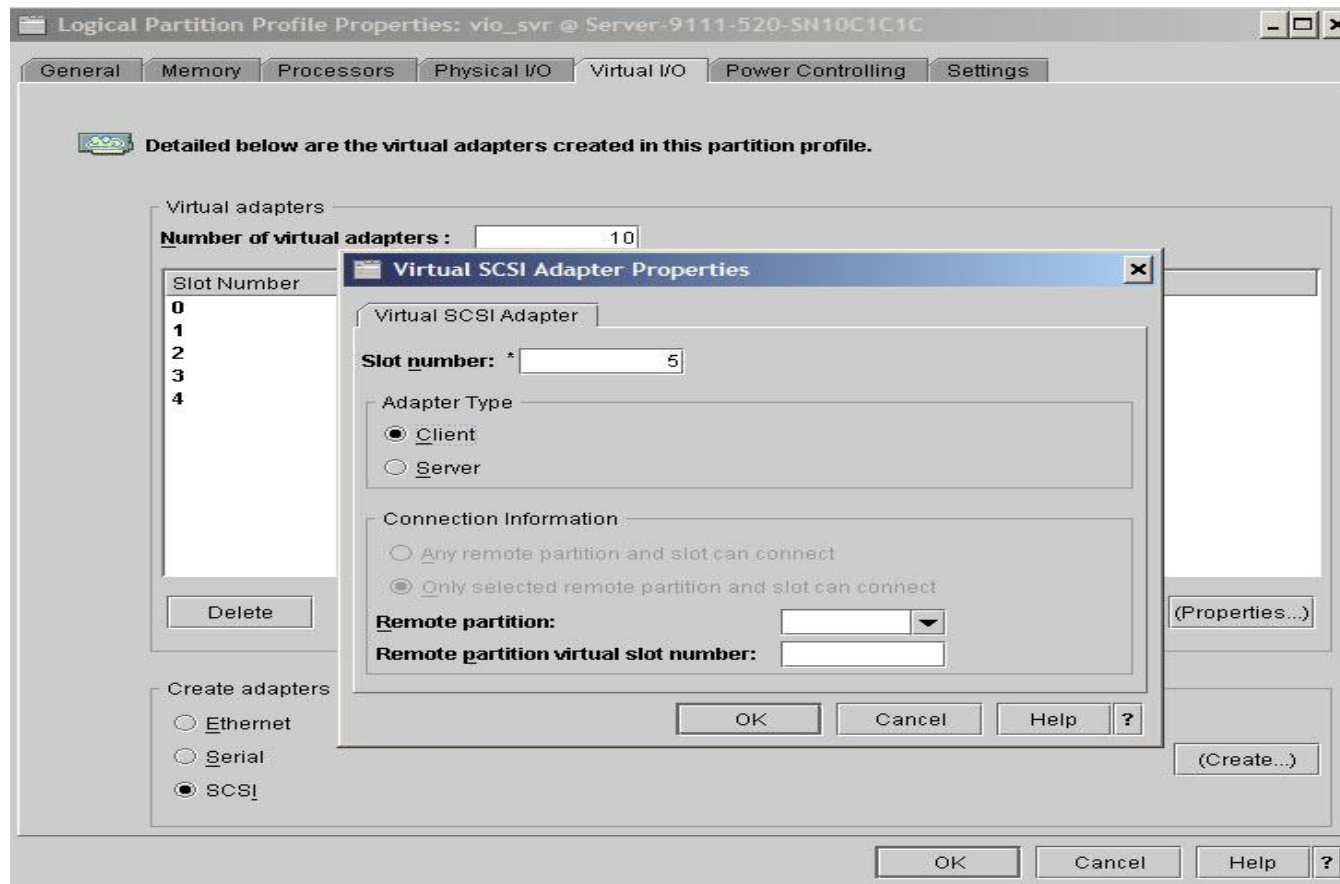 Logical Partition Profile Properties: vio_svr @ Server-9111-520-SN10C1C1C
General Memory Processors Physical I/O Virtual I/O Power Controlling Settings
Detailed below are the virtual adapters created in this partition profile.
Virtual adapters
Number of virtual adapters : 10
Slot Number
0
1
2
3
4
Delete
(Properties...)
Virtual SCSI Adapter Properties
Virtual SCSI Adapter
Slot number: * 5
Adapter Type
Client
Server
Connection Information
Any remote partition and slot can connect
Only selected remote partition and slot can connect
Remote partition:
Remote partition virtual slot number:
OK Cancel Help ?
Create adapters
Ethernet
Serial
SCSI
(Create...)
OK Cancel Help ?